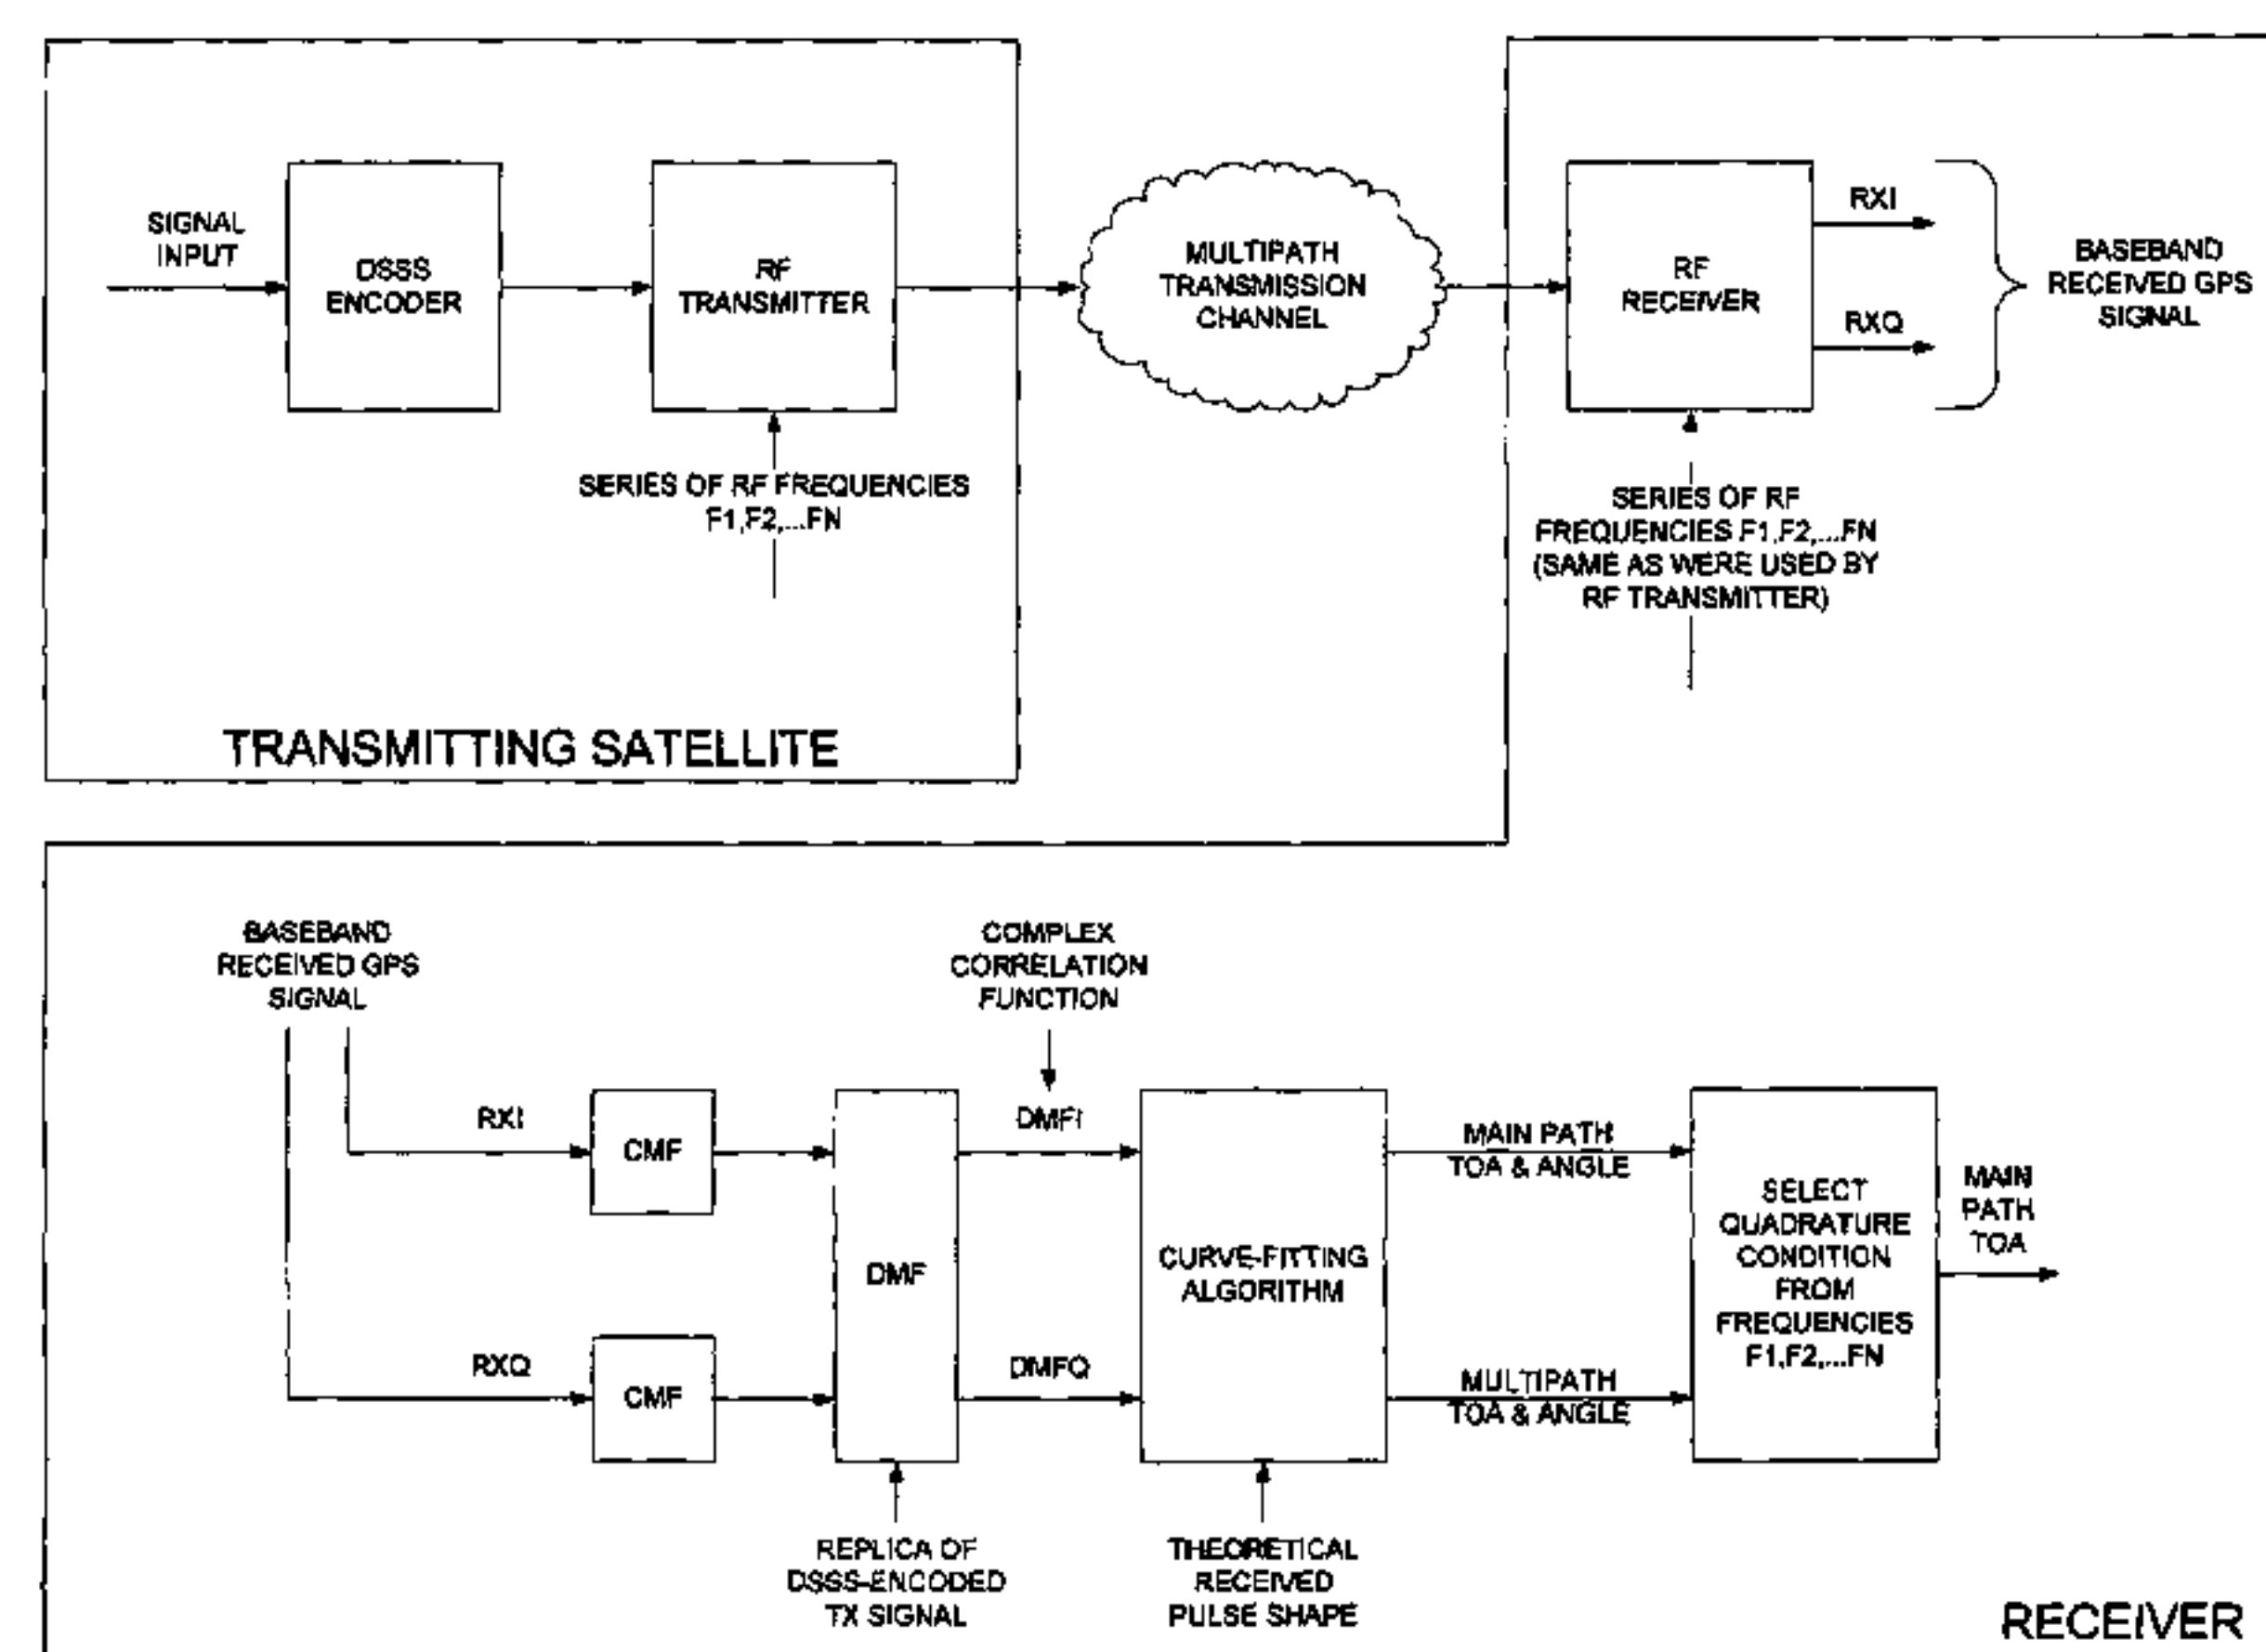 SIGNAL
INPUT
DSSS
ENCODER
RF
TRANSMITTER
SERIES OF RF FREQUENCIES
F1,F2,...FN
TRANSMITTING SATELLITE
MULTIPATH
TRANSMISSION
CHANNEL
RF
RECEIVER
RXI
RXQ
BASEBAND
RECEIVED GPS
SIGNAL
SERIES OF RF
FREQUENCIES F1,F2,...FN
(SAME AS WERE USED BY
RF TRANSMITTER)
BASEBAND
RECEIVED GPS
SIGNAL
RXI
RXQ
CMF
CMF
DMF
REPLICA OF
DSSS-ENCODED
TX SIGNAL
COMPLEX
CORRELATION
FUNCTION
DMFI
DMFQ
CURVE-FITTING
ALGORITHM
THEORETICAL
RECEIVED
PULSE SHAPE
MAIN PATH
TOA & ANGLE
MULTIPATH
TOA & ANGLE
SELECT
QUADRATURE
CONDITION
FROM
FREQUENCIES
F1,F2,...FN
MAIN
PATH
TOA
RECEIVER